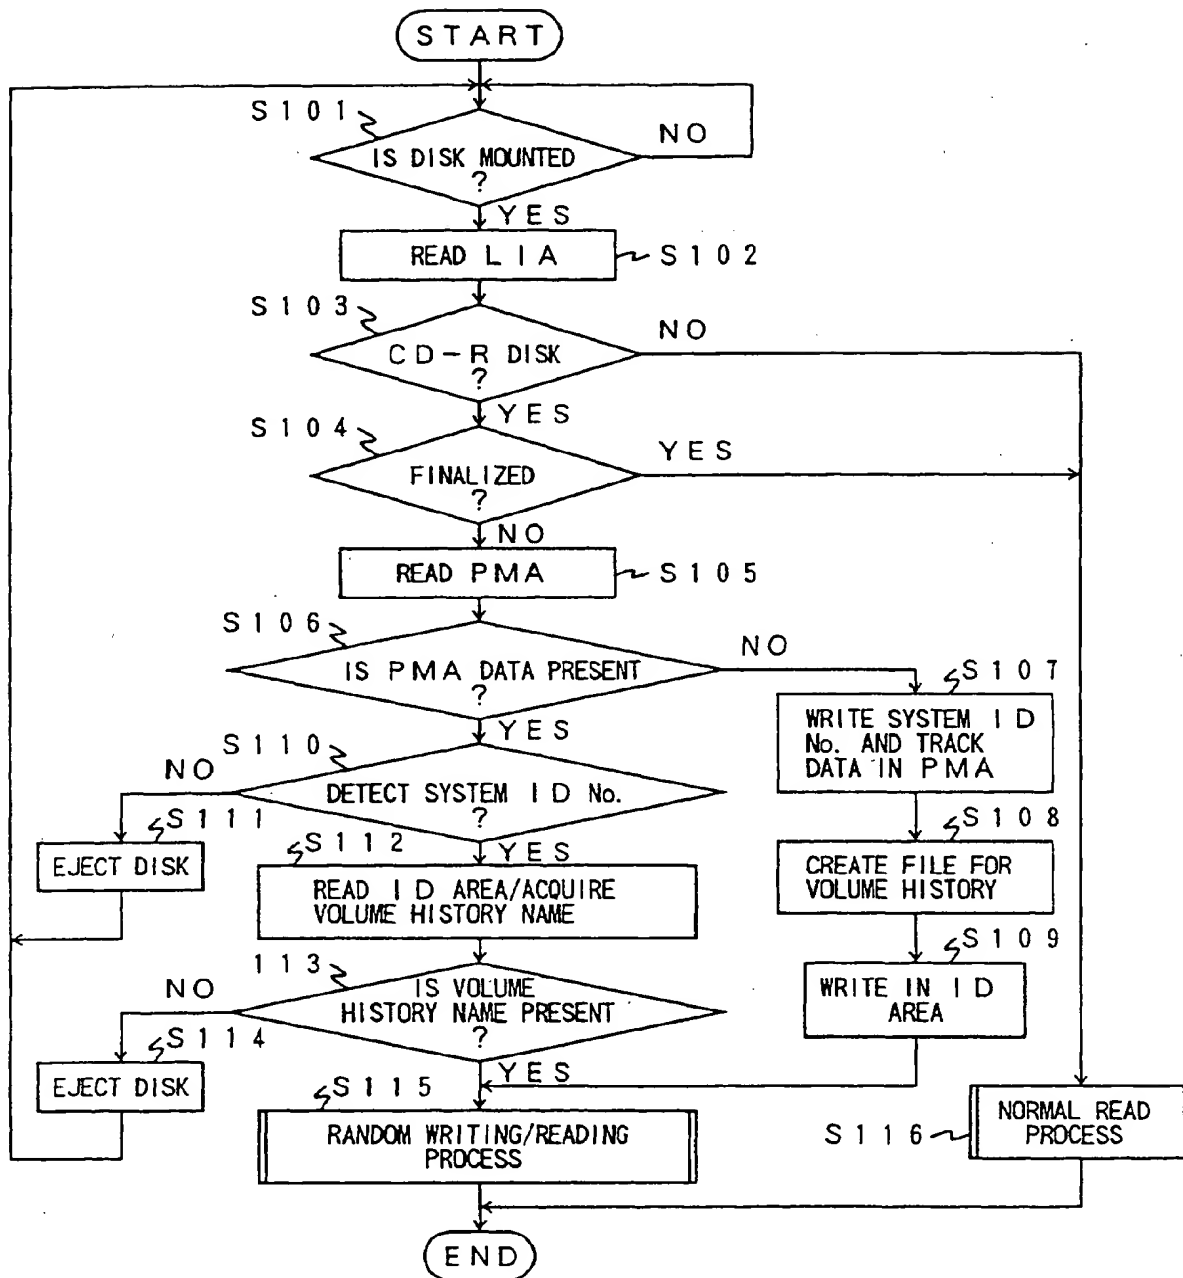 START
S101
NO
IS DISK MOUNTED
?
YES
READ LIA
S102
S103
NO
CD-R DISK
?
YES
S104
YES
FINALIZED
?
NO
READ PMA
S105
S106
NO
IS PMA DATA PRESENT
?
S107
WRITE SYSTEM ID
No. AND TRACK
DATA IN PMA
YES
S110
NO
DETECT SYSTEM ID No.
?
S111
EJECT DISK
S112
YES
READ ID AREA/ACQUIRE
VOLUME HISTORY NAME
S108
CREATE FILE FOR
VOLUME HISTORY
S109
WRITE IN ID
AREA
113
NO
IS VOLUME
HISTORY NAME PRESENT
?
S114
EJECT DISK
YES
S115
RANDOM WRITING/READING
PROCESS
S116
NORMAL READ
PROCESS
END